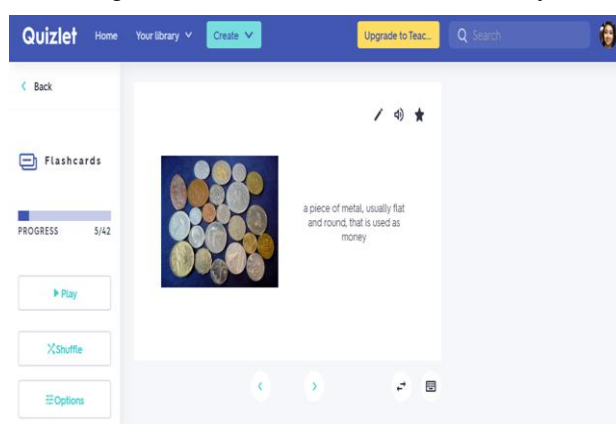 Quizlet Home Your library Create Upgrade to Teac... Search
Back
Flashcards
PROGRESS 5/42
Play
Shuffle
Options
a piece of metal, usually flat
and round, that is used as
money